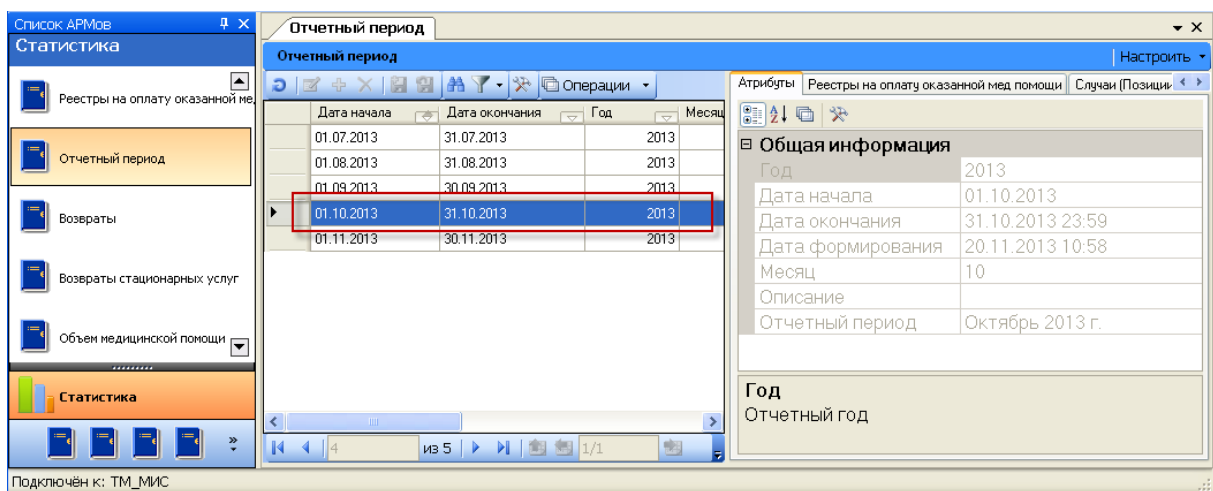 Список АРМов
Статистика
Реестры на оплату оказанной ме
Отчетный период
Возвраты
Возвраты стационарных услуг
Объем медицинской помощи
Статистика
Отчетный период
Отчетный период
Настроить
Операции
Дата начала Дата окончания Год Месяц
01.07.2013 31.07.2013 2013
01.08.2013 31.08.2013 2013
01.09.2013 30.09.2013 2013
01.10.2013 31.10.2013 2013
01.11.2013 30.11.2013 2013
4 из 5 1/1
Атрибуты Реестры на оплату оказанной мед помощи Случаи (Позиции
Общая информация
Год 2013
Дата начала 01.10.2013
Дата окончания 31.10.2013 23:59
Дата формирования 20.11.2013 10:58
Месяц 10
Описание
Отчетный период Октябрь 2013 г.
Год
Отчетный год
Подключён к: ТМ_МИС